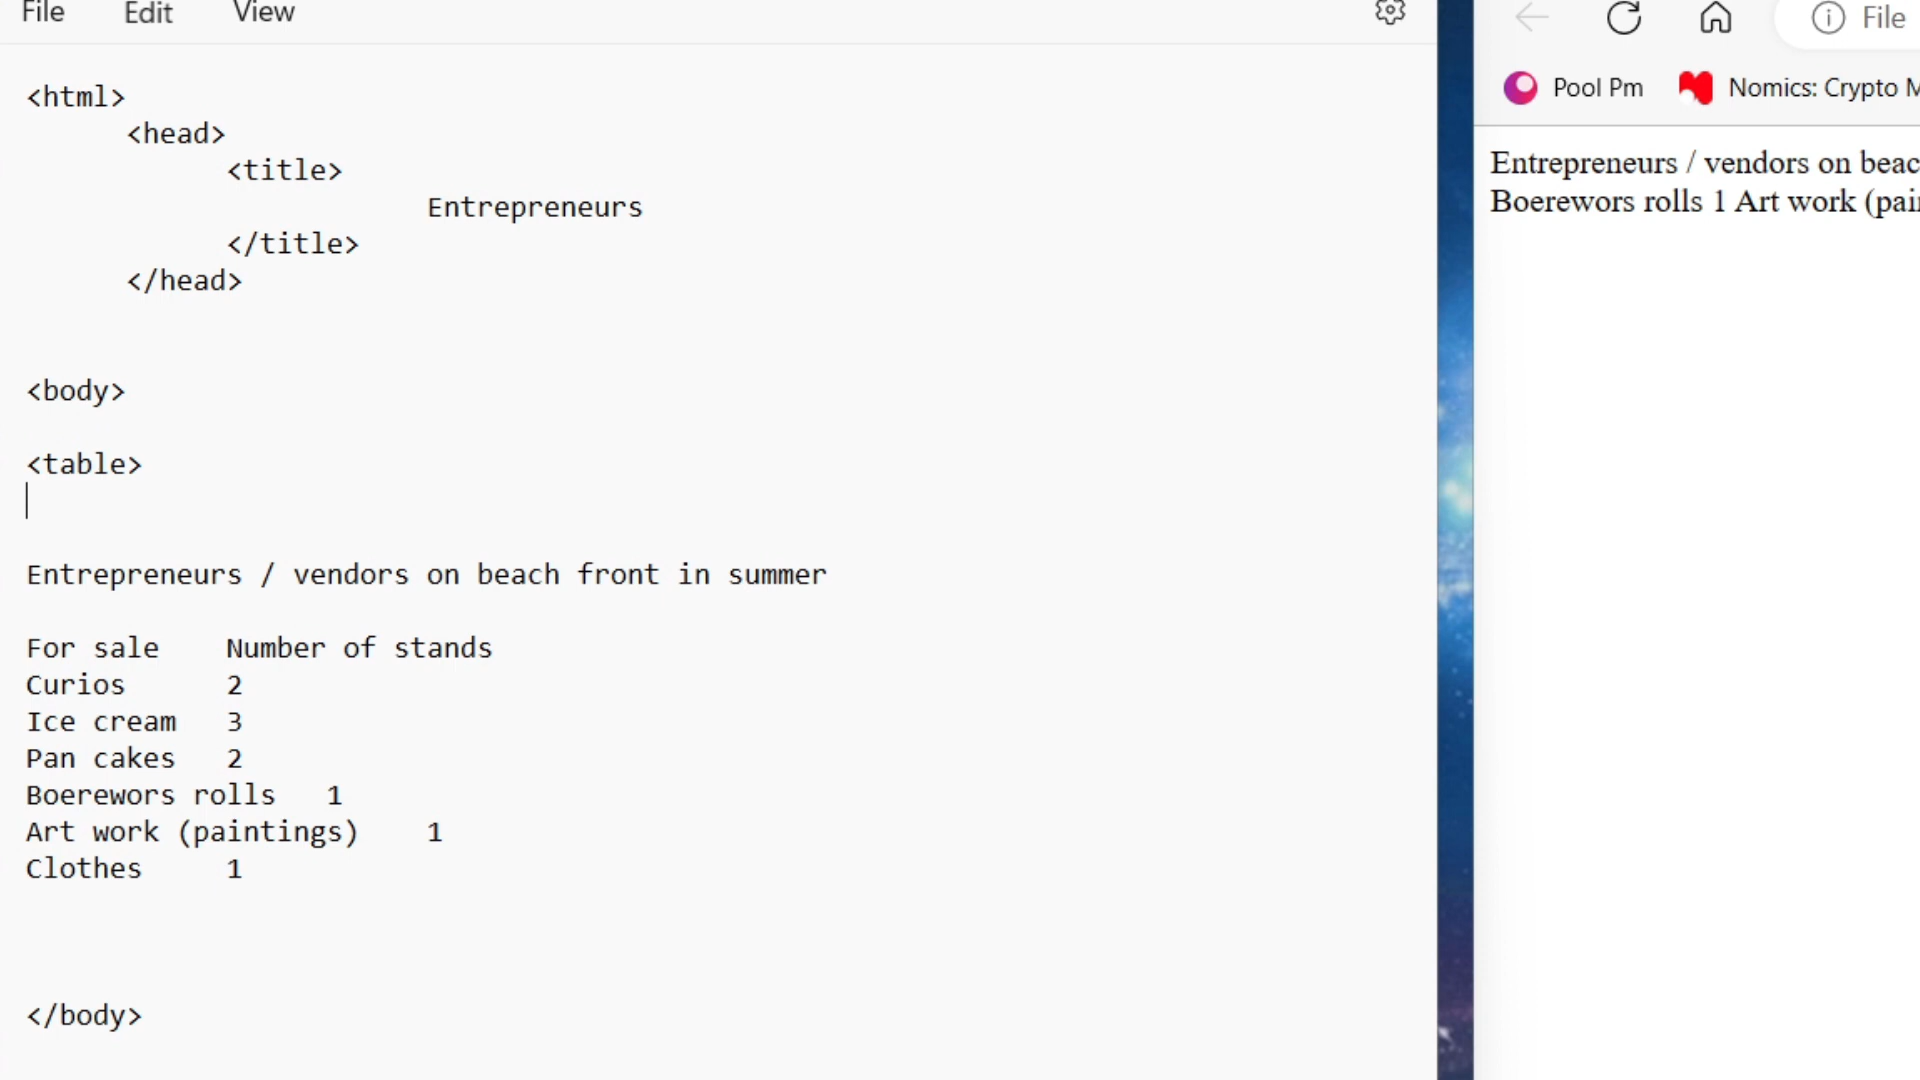 File Edit View
<html>
<head>
<title>
Entrepreneurs
</title>
</head>
<body>
<table>
Entrepreneurs / vendors on beach front in summer
For sale Number of stands
Curios 2
Ice cream 3
Pan cakes 2
Boerewors rolls 1
Art work (paintings) 1
Clothes 1
</body>
File
Pool Pm Nomics: Crypto M
Entrepreneurs / vendors on beac
Boerewors rolls 1 Art work (pai